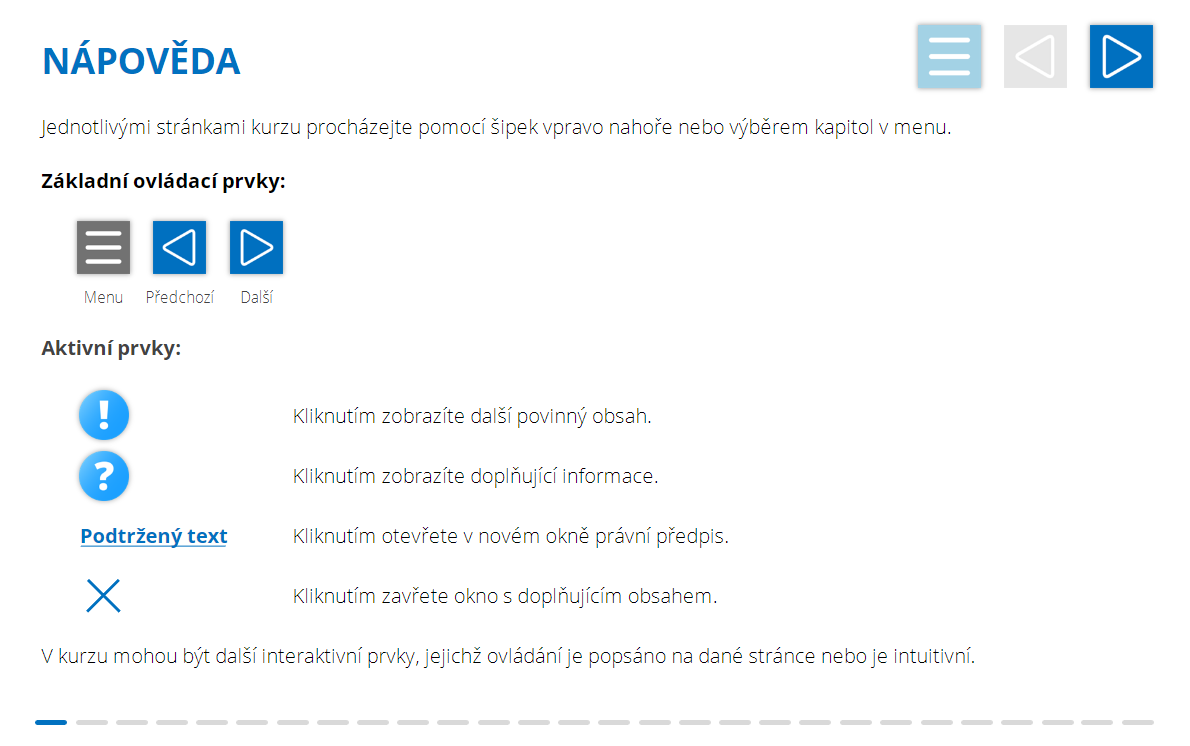 NÁPOVĚDA
Jednotlivými stránkami kurzu procházejte pomocí šipek vpravo nahoře nebo výběrem kapitol v menu.
Základní ovládací prvky:
Menu Předchozí Další
Aktivní prvky:
! Kliknutím zobrazíte další povinný obsah.
? Kliknutím zobrazíte doplňující informace.
Podtržený text Kliknutím otevřete v novém okně právní předpis.
Kliknutím zavřete okno s doplňujícím obsahem.
V kurzu mohou být další interaktivní prvky, jejichž ovládání je popsáno na dané stránce nebo je intuitivní.